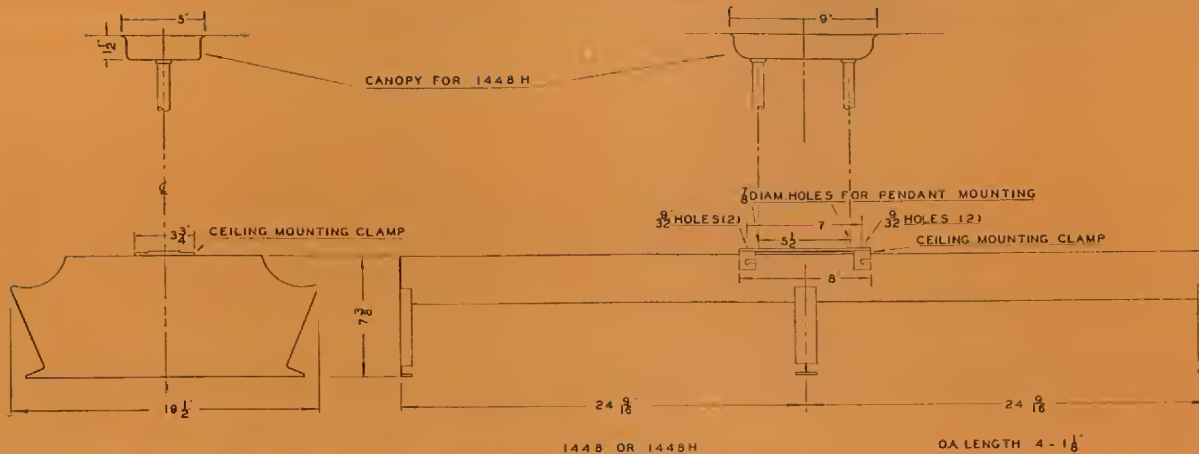 5"
9"
1 1/2"
CANOPY FOR 1448 H
℄
7/8 DIAM. HOLES FOR PENDANT MOUNTING
3 3/4"
CEILING MOUNTING CLAMP
9/32" HOLES (2)
7
9/32" HOLES (2)
5 1/2
CEILING MOUNTING CLAMP
8"
7 3/8
19 1/2"
24 9/16
24 9/16
1448 OR 1448H
O.A. LENGTH 4 - 1 1/8"